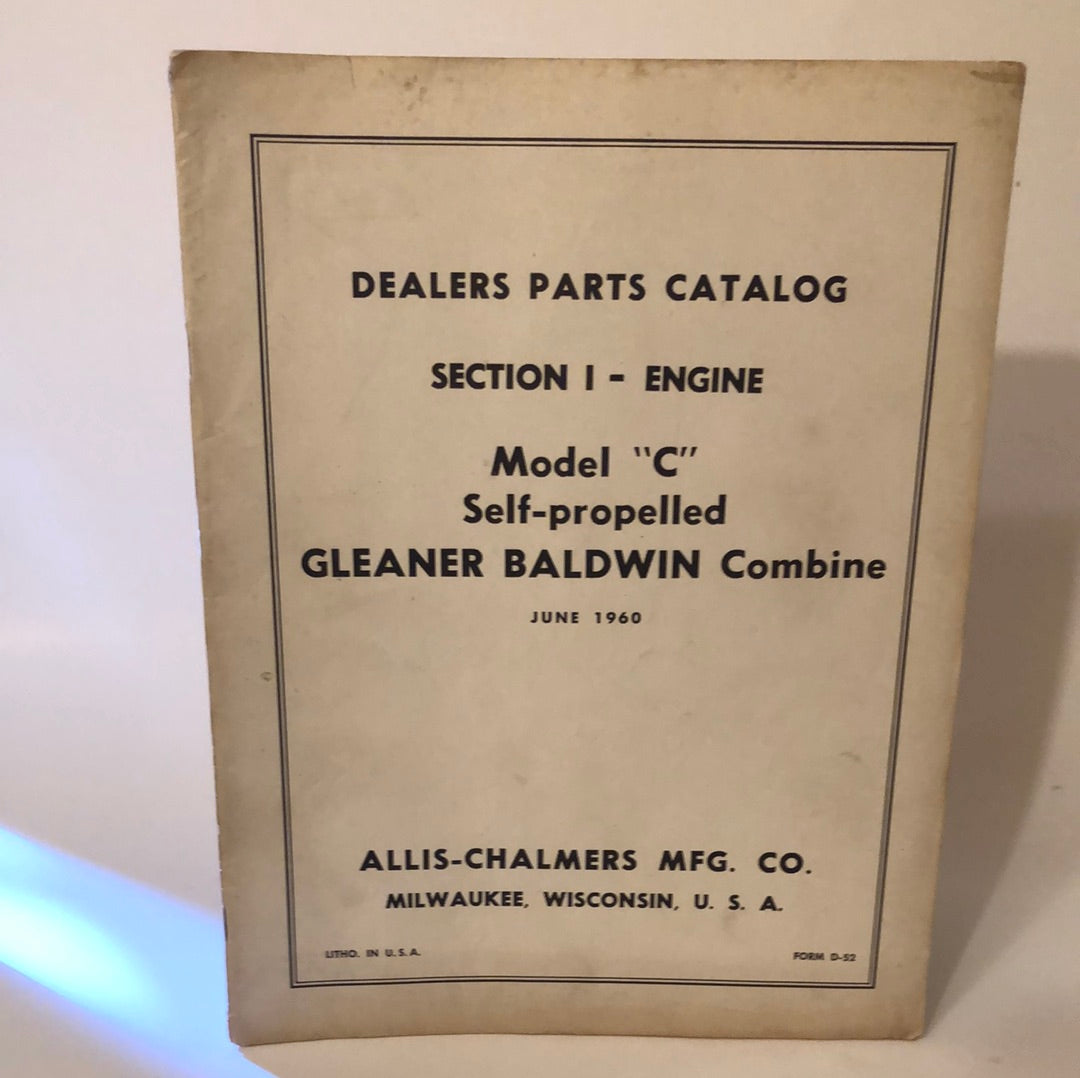 DEALERS PARTS CATALOG
SECTION I - ENGINE
Model "C"
Self-propelled
GLEANER BALDWIN Combine
JUNE 1960
ALLIS-CHALMERS MFG. CO.
MILWAUKEE, WISCONSIN, U. S. A.
LITHO. IN U.S.A.
FORM D-52